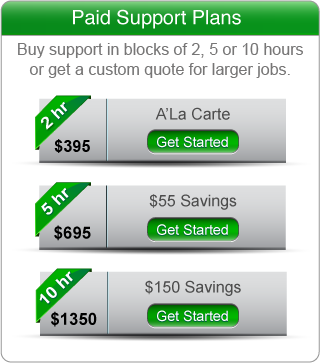 Paid Support Plans
Buy support in blocks of 2, 5 or 10 hours
or get a custom quote for larger jobs.
2 hr
A'La Carte
$395
Get Started
5 hr
$55 Savings
$695
Get Started
10 hr
$150 Savings
$1350
Get Started